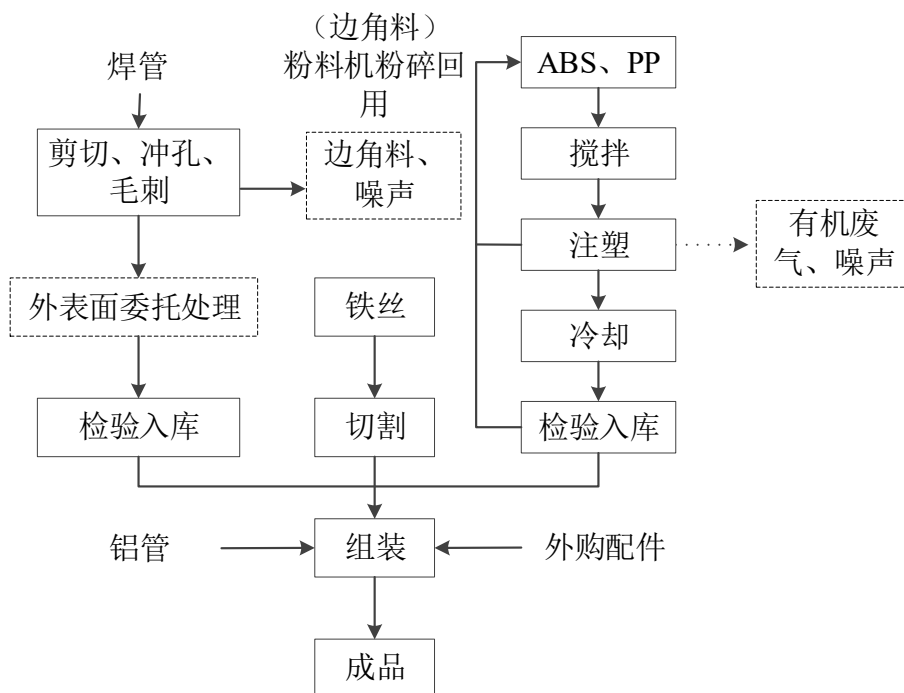 （边角料）
粉料机粉碎回
用
焊管
ABS、PP
剪切、冲孔、
毛刺
边角料、
噪声
搅拌
注塑
有机废
气、噪声
外表面委托处理
铁丝
冷却
检验入库
切割
检验入库
铝管
组装
外购配件
成品